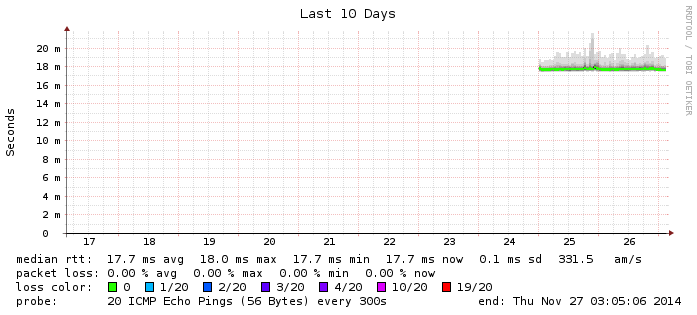 Last 10 Days
RRDTOOL / TOBI OETIKER
Seconds
20 m
18 m
16 m
14 m
12 m
10 m
8 m
6 m
4 m
2 m
0
17 18 19 20 21 22 23 24 25 26
median rtt: 17.7 ms avg 18.0 ms max 17.7 ms min 17.7 ms now 0.1 ms sd 331.5 am/s
packet loss: 0.00 % avg 0.00 % max 0.00 % min 0.00 % now
loss color: 0 1/20 2/20 3/20 4/20 10/20 19/20
probe: 20 ICMP Echo Pings (56 Bytes) every 300s end: Thu Nov 27 03:05:06 2014